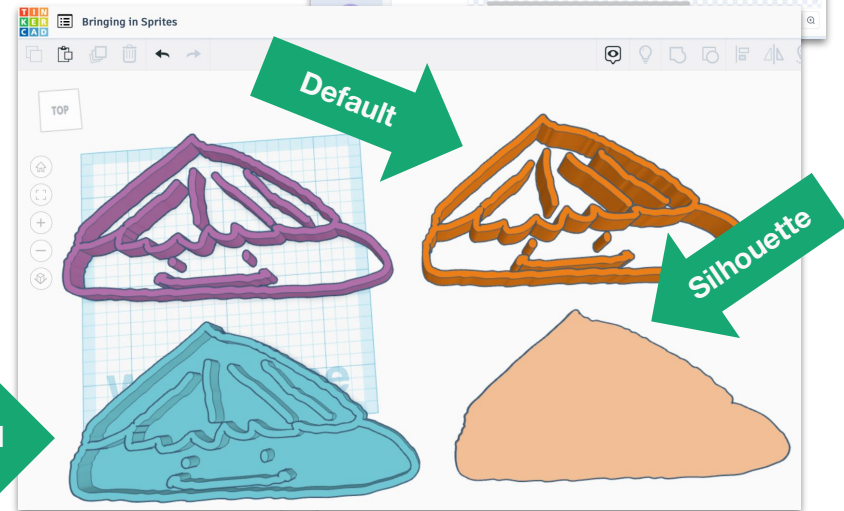 TIN
KER
CAD
Bringing in Sprites
TOP
Default
Silhouette